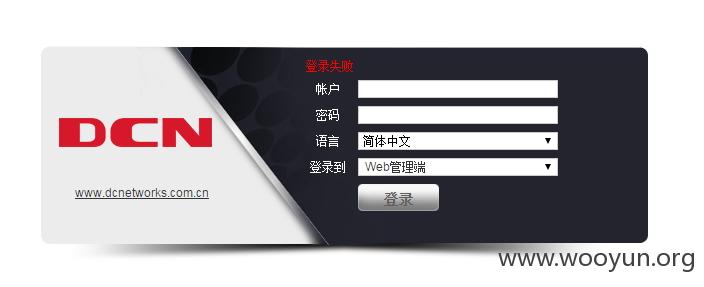 登录失败
帐户
密码
语言 简体中文
登录到 Web管理端
登录
DCN
www.dcnetworks.com.cn
www.wooyun.org